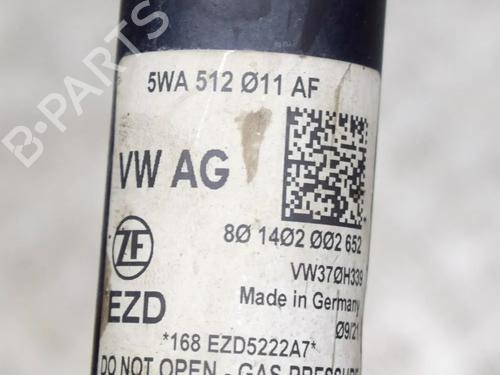 5WA 512 Ø11 AF
VW AG
8Ø 14Ø2 ØØ2 652
ZF
VW37ØH339
Made in Germany
EZD
Ø9/21
*168 EZD5222A7*
DO NOT OPEN - GAS PRESSURE